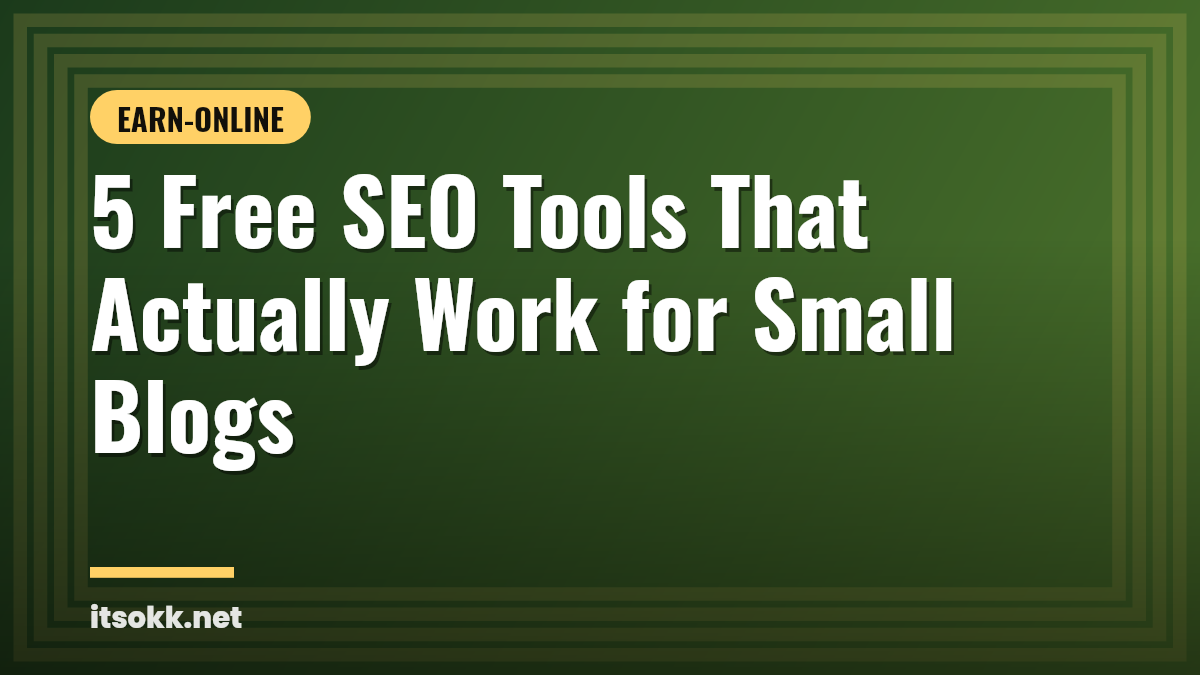 EARN-ONLINE
5 Free SEO Tools That
Actually Work for Small
Blogs
itsokk.net